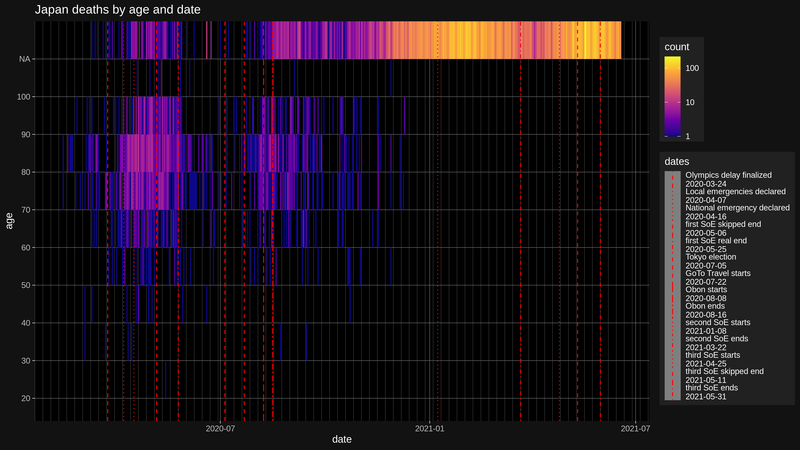 Japan deaths by age and date
NA
100
90
80
70
60
50
40
30
20
age
2020-07
2021-01
2021-07
date
count
100
10
1
dates
Olympics delay finalized
2020-03-24
Local emergencies declared
2020-04-07
National emergency declared
2020-04-16
first SoE skipped end
2020-05-06
first SoE real end
2020-05-25
Tokyo election
2020-07-05
GoTo Travel starts
2020-07-22
Obon starts
2020-08-08
Obon ends
2020-08-16
second SoE starts
2021-01-08
second SoE ends
2021-03-22
third SoE starts
2021-04-25
third SoE skipped end
2021-05-11
third SoE ends
2021-05-31